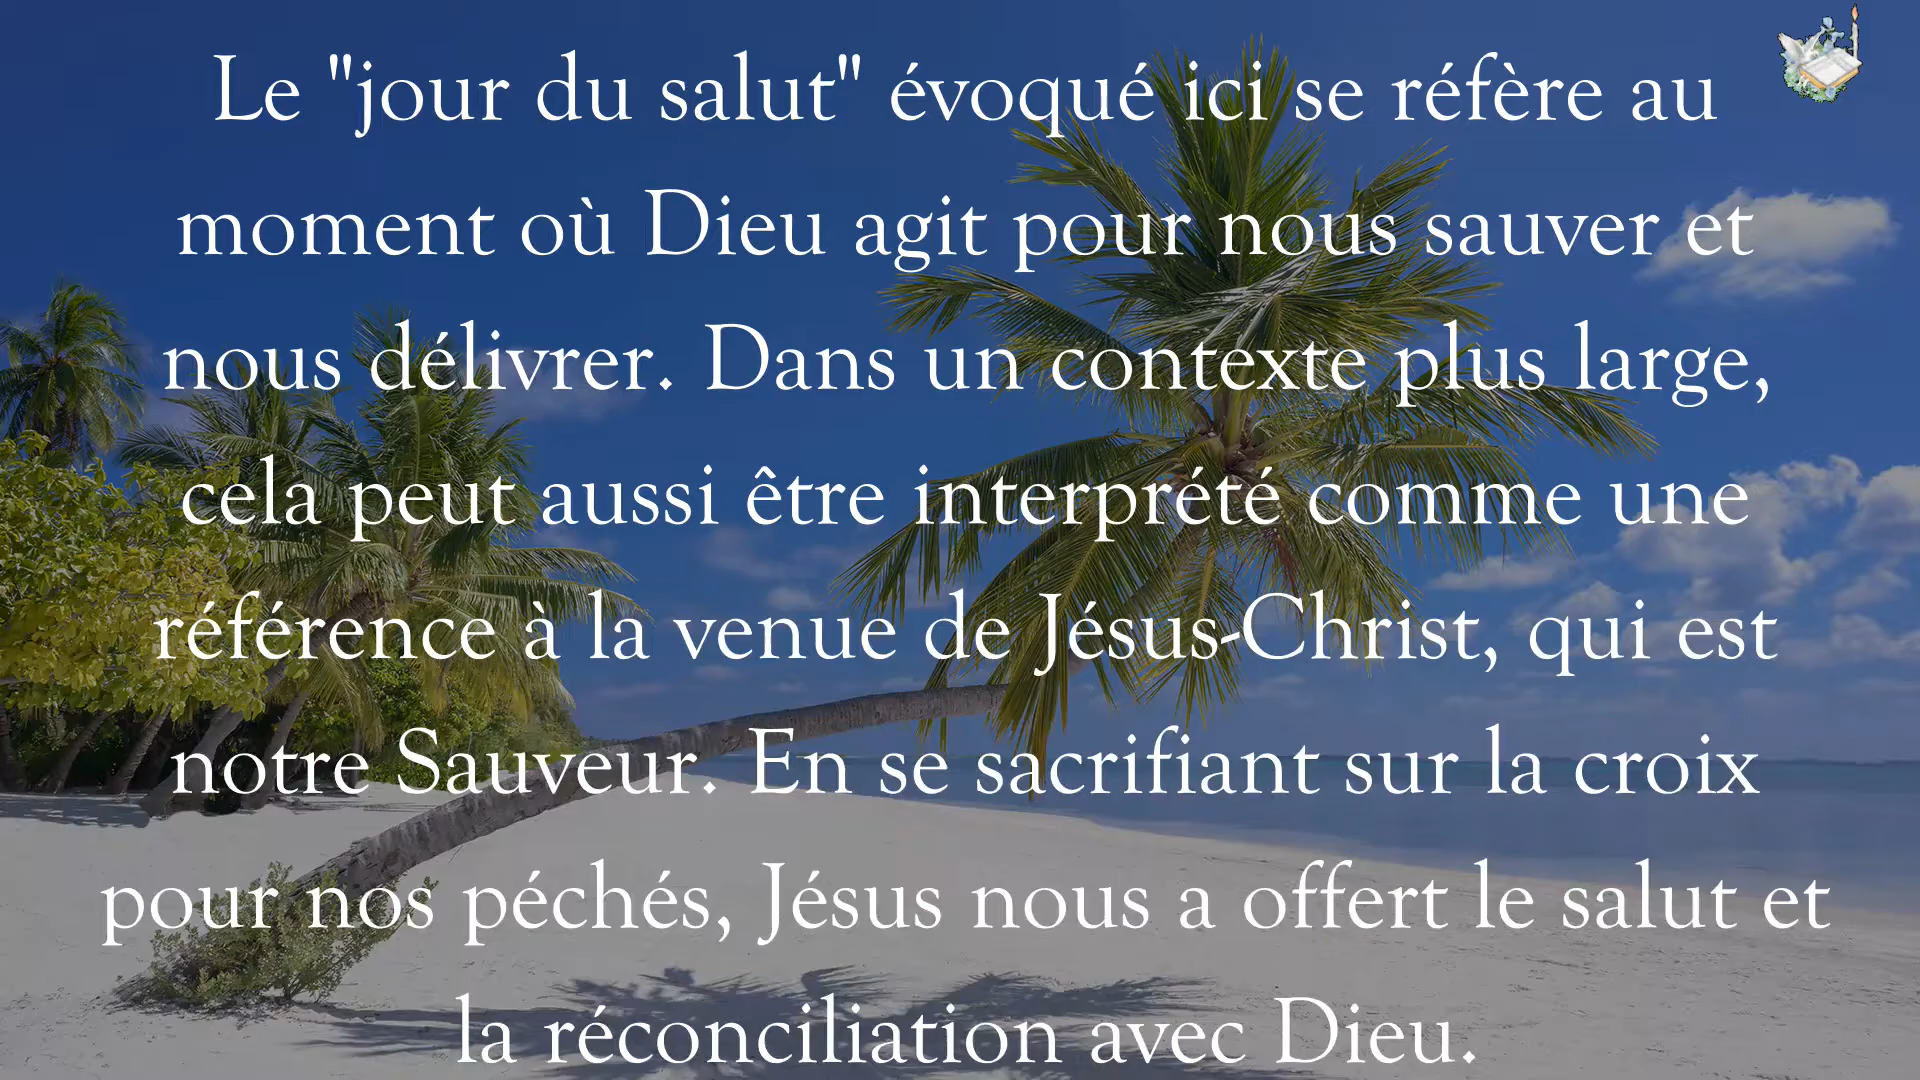 Le "jour du salut" évoqué ici se réfère au
moment où Dieu agit pour nous sauver et
nous délivrer. Dans un contexte plus large,
cela peut aussi être interprété comme une
référence à la venue de Jésus-Christ, qui est
notre Sauveur. En se sacrifiant sur la croix
pour nos péchés, Jésus nous a offert le salut et
la réconciliation avec Dieu.